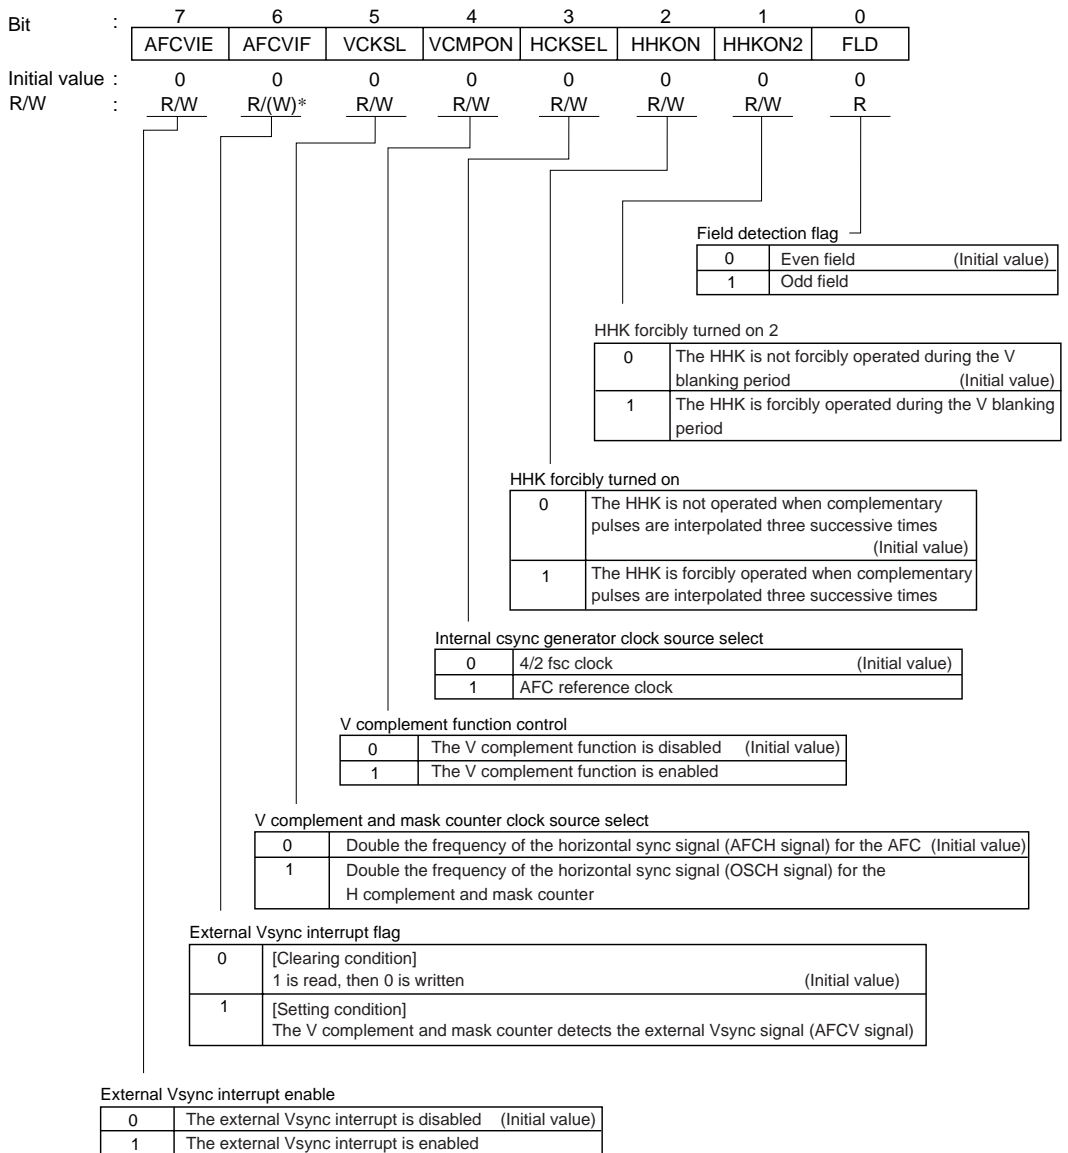 Bit : 7 6 5 4 3 2 1 0
AFCVIE AFCVIF VCKSL VCMPON HCKSEL HHKON HHKON2 FLD
Initial value : 0 0 0 0 0 0 0 0
R/W : R/W R/(W)* R/W R/W R/W R/W R/W R
Field detection flag
0 Even field (Initial value)
1 Odd field
HHK forcibly turned on 2
0 The HHK is not forcibly operated during the V
blanking period (Initial value)
1 The HHK is forcibly operated during the V blanking
period
HHK forcibly turned on
0 The HHK is not operated when complementary
pulses are interpolated three successive times
(Initial value)
1 The HHK is forcibly operated when complementary
pulses are interpolated three successive times
Internal csync generator clock source select
0 4/2 fsc clock (Initial value)
1 AFC reference clock
V complement function control
0 The V complement function is disabled (Initial value)
1 The V complement function is enabled
V complement and mask counter clock source select
0 Double the frequency of the horizontal sync signal (AFCH signal) for the AFC (Initial value)
1 Double the frequency of the horizontal sync signal (OSCH signal) for the
H complement and mask counter
External Vsync interrupt flag
0 [Clearing condition]
1 is read, then 0 is written (Initial value)
1 [Setting condition]
The V complement and mask counter detects the external Vsync signal (AFCV signal)
External Vsync interrupt enable
0 The external Vsync interrupt is disabled (Initial value)
1 The external Vsync interrupt is enabled